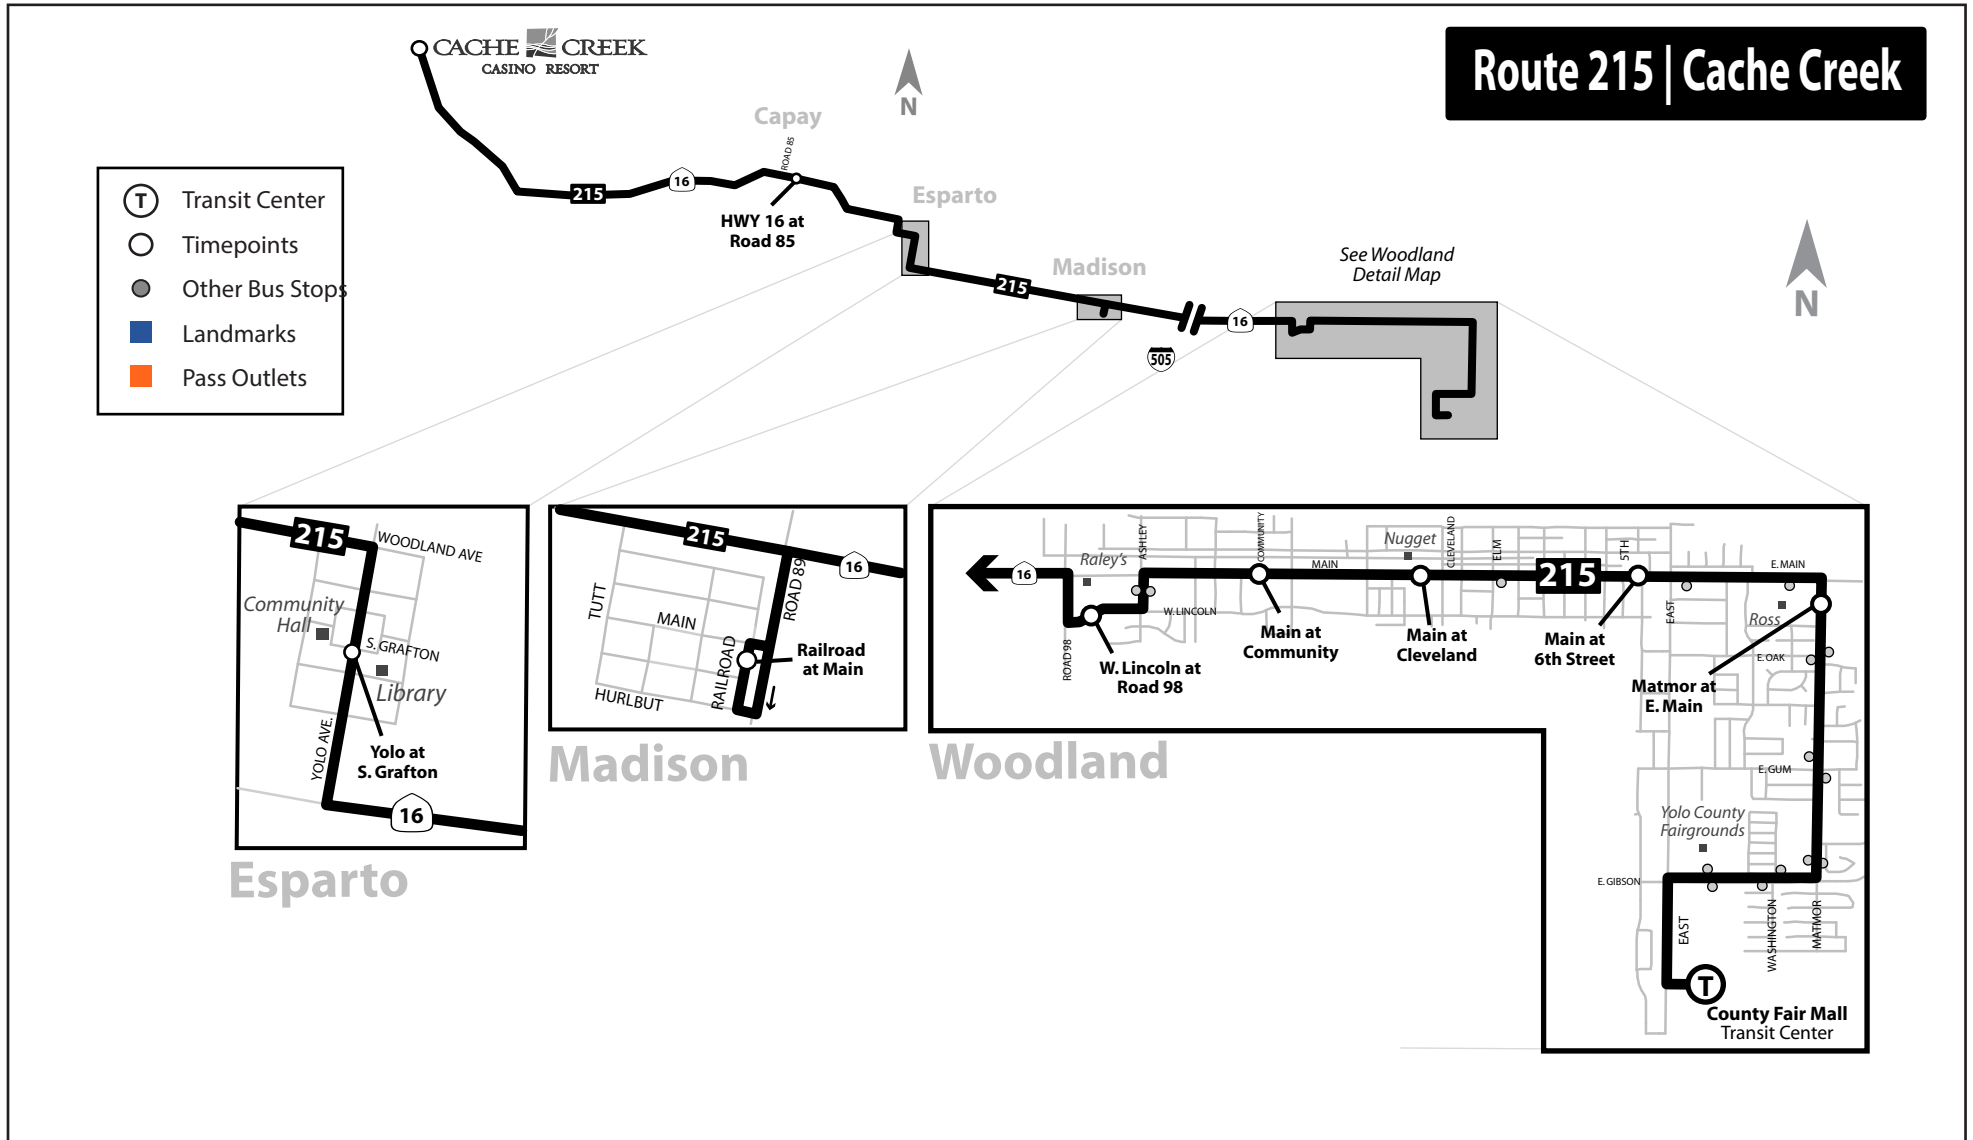 Route 215 | Cache Creek
CACHE CREEK
CASINO RESORT
N
Capay
ROAD 85
T Transit Center
Timepoints
Other Bus Stops
Landmarks
Pass Outlets
215
16
HWY 16 at
Road 85
Esparto
Madison
215
See Woodland
Detail Map
N
16
505
215
WOODLAND AVE
Community
Hall
S. GRAFTON
Library
YOLO AVE.
Yolo at
S. Grafton
16
Esparto
215
16
ROAD 89
TUTT
MAIN
RAILROAD
Railroad
at Main
HURLBUT
Madison
16
Raley's
ASHLEY
COMMUNITY
MAIN
Nugget
CLEVELAND
ELM
215
5TH
E. MAIN
W. LINCOLN
ROAD 98
W. Lincoln at
Road 98
Main at
Community
Main at
Cleveland
Main at
6th Street
EAST
Ross
E. OAK
Matmor at
E. Main
E. GUM
Yolo County
Fairgrounds
E. GIBSON
EAST
WASHINGTON
MATMOR
T
County Fair Mall
Transit Center
Woodland